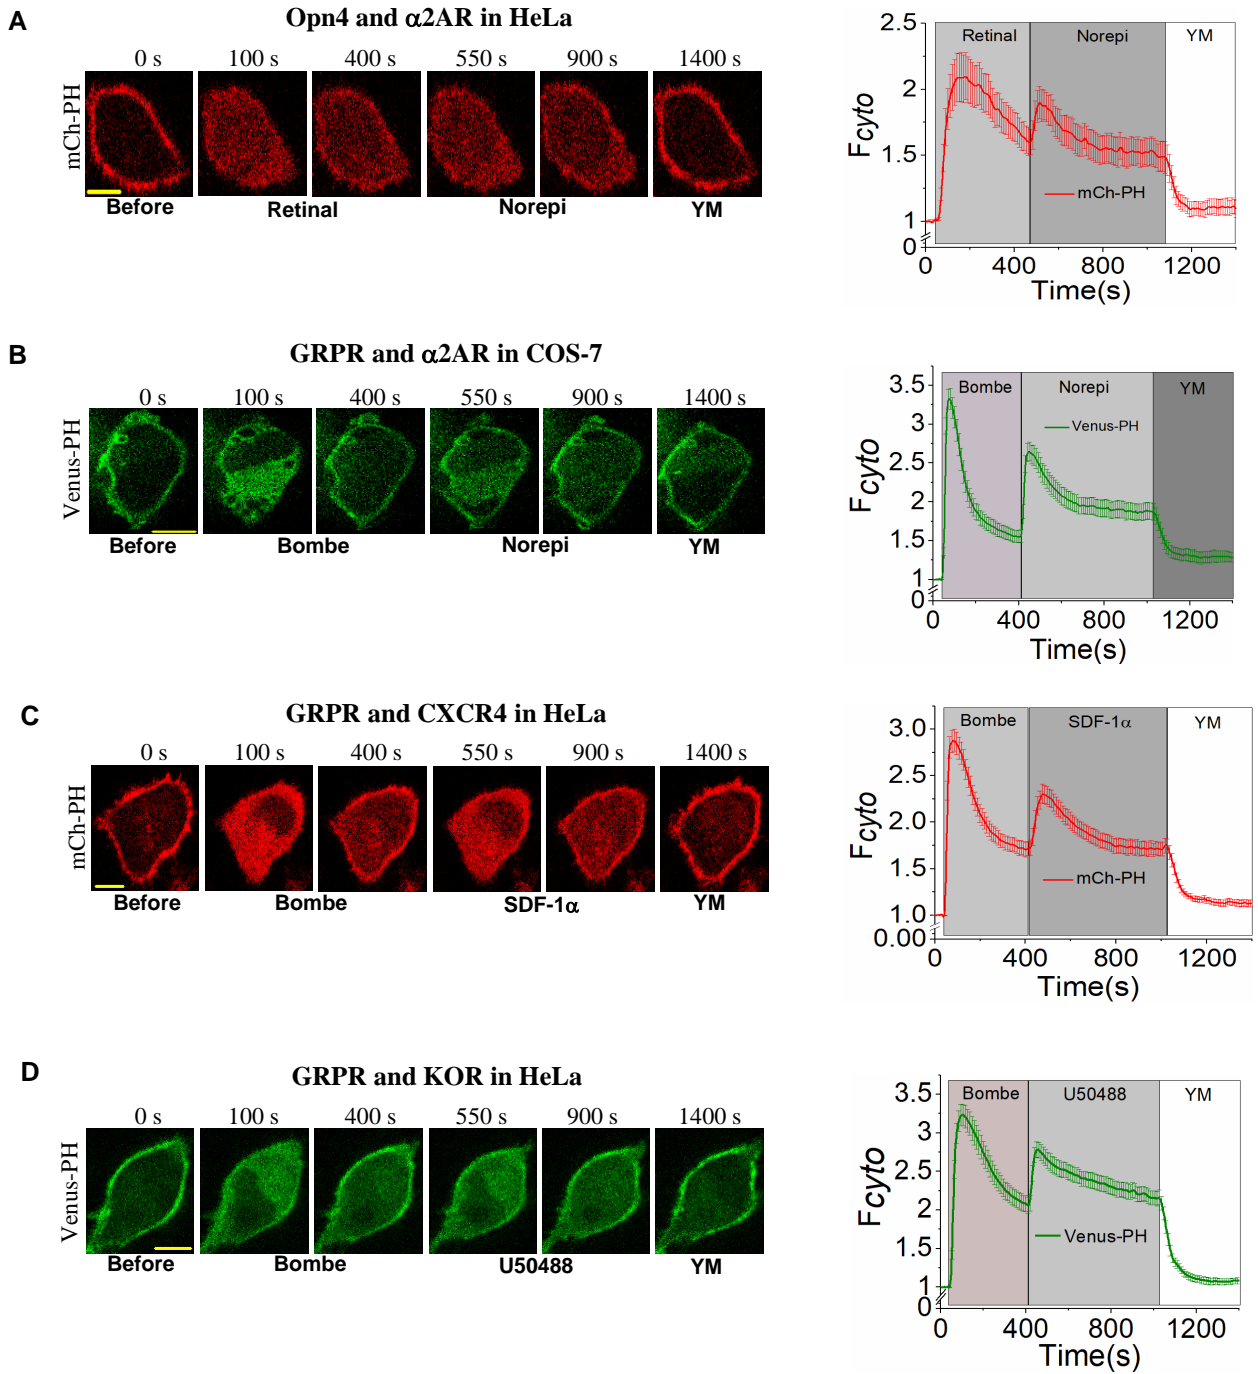 A
Opn4 and α2AR in HeLa
0 s 100 s 400 s 550 s 900 s 1400 s
mCh-PH
Before Retinal Norepi YM
2.5
2
1.5
1
0
Fcyto
Retinal Norepi YM
mCh-PH
0 400 800 1200
Time(s)
B
GRPR and α2AR in COS-7
0 s 100 s 400 s 550 s 900 s 1400 s
Venus-PH
Before Bombe Norepi YM
3.5
3
2.5
2
1.5
1
0
Fcyto
Bombe Norepi YM
Venus-PH
0 400 800 1200
Time(s)
C
GRPR and CXCR4 in HeLa
0 s 100 s 400 s 550 s 900 s 1400 s
mCh-PH
Before Bombe SDF-1α YM
3.0
2.5
2.0
1.5
1.0
0.00
Fcyto
Bombe SDF-1α YM
mCh-PH
0 400 800 1200
Time(s)
D
GRPR and KOR in HeLa
0 s 100 s 400 s 550 s 900 s 1400 s
Venus-PH
Before Bombe U50488 YM
3.5
3
2.5
2
1.5
1
0
Fcyto
Bombe U50488 YM
Venus-PH
0 400 800 1200
Time(s)